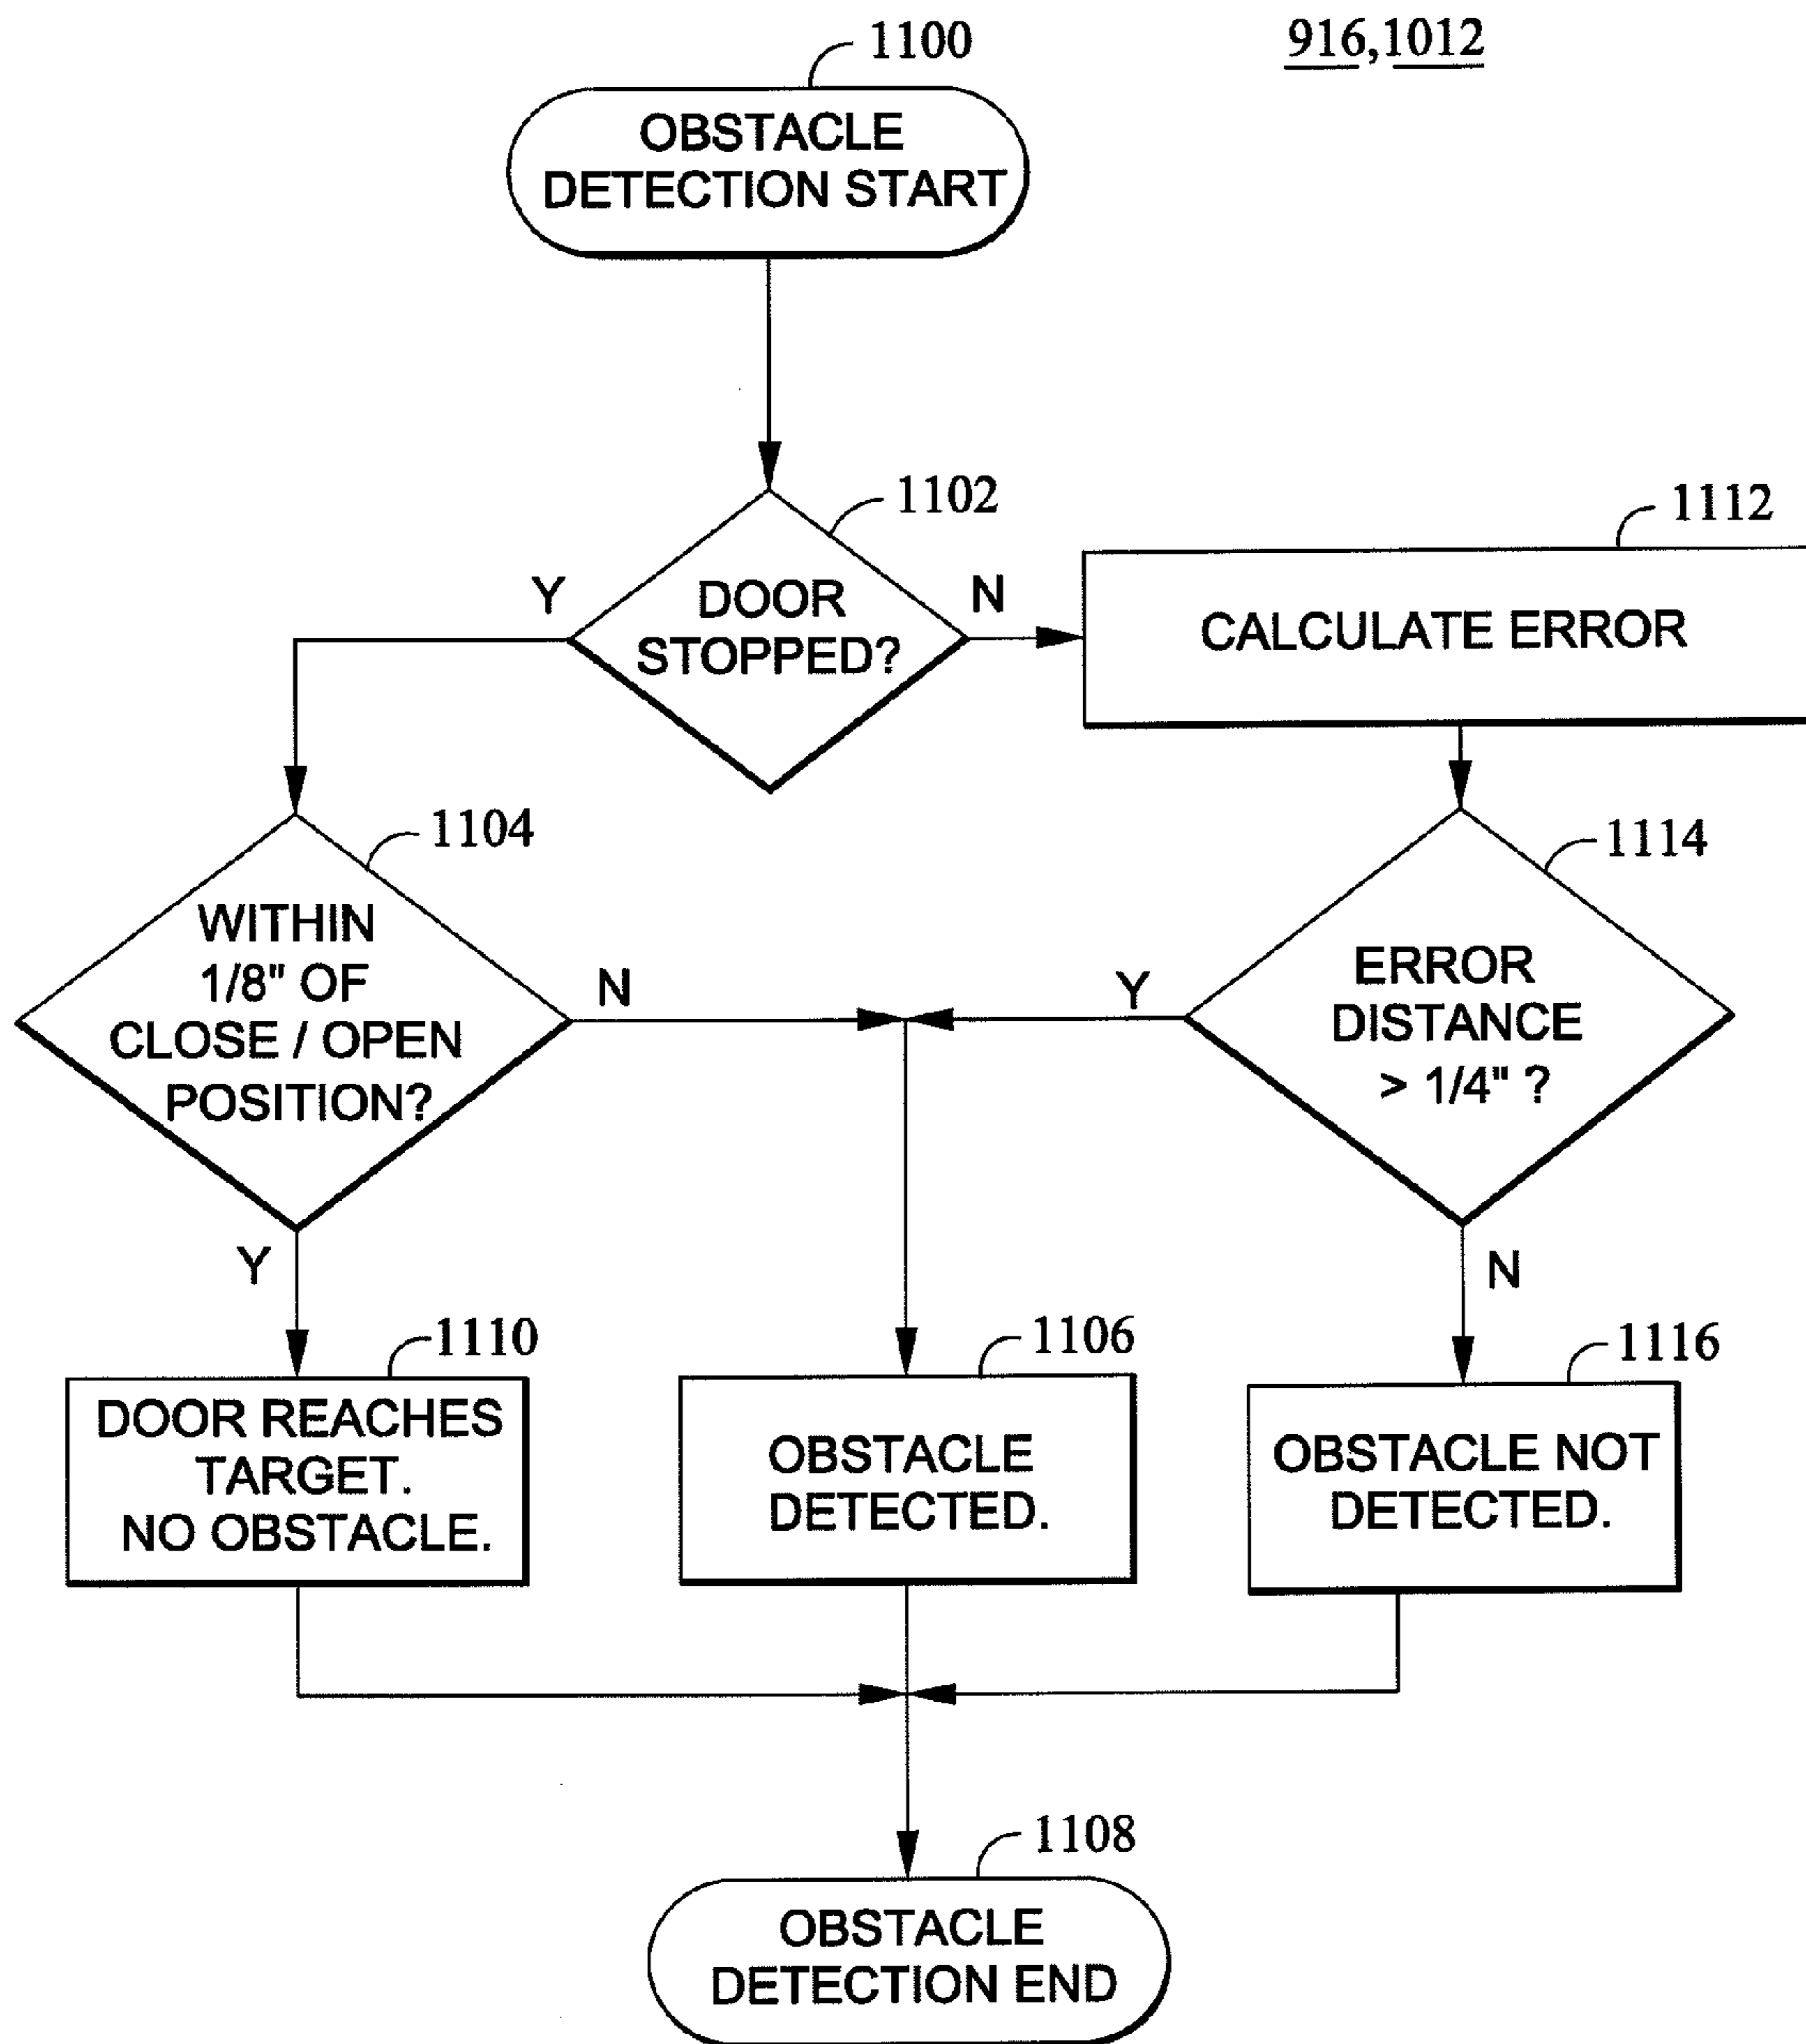 916,1012
1100
OBSTACLE
DETECTION START
1102
DOOR
STOPPED?
Y
N
1112
CALCULATE ERROR
1104
WITHIN
1/8" OF
CLOSE / OPEN
POSITION?
N
Y
1114
ERROR
DISTANCE
> 1/4" ?
Y
N
1110
DOOR REACHES
TARGET.
NO OBSTACLE.
1106
OBSTACLE
DETECTED.
1116
OBSTACLE NOT
DETECTED.
1108
OBSTACLE
DETECTION END